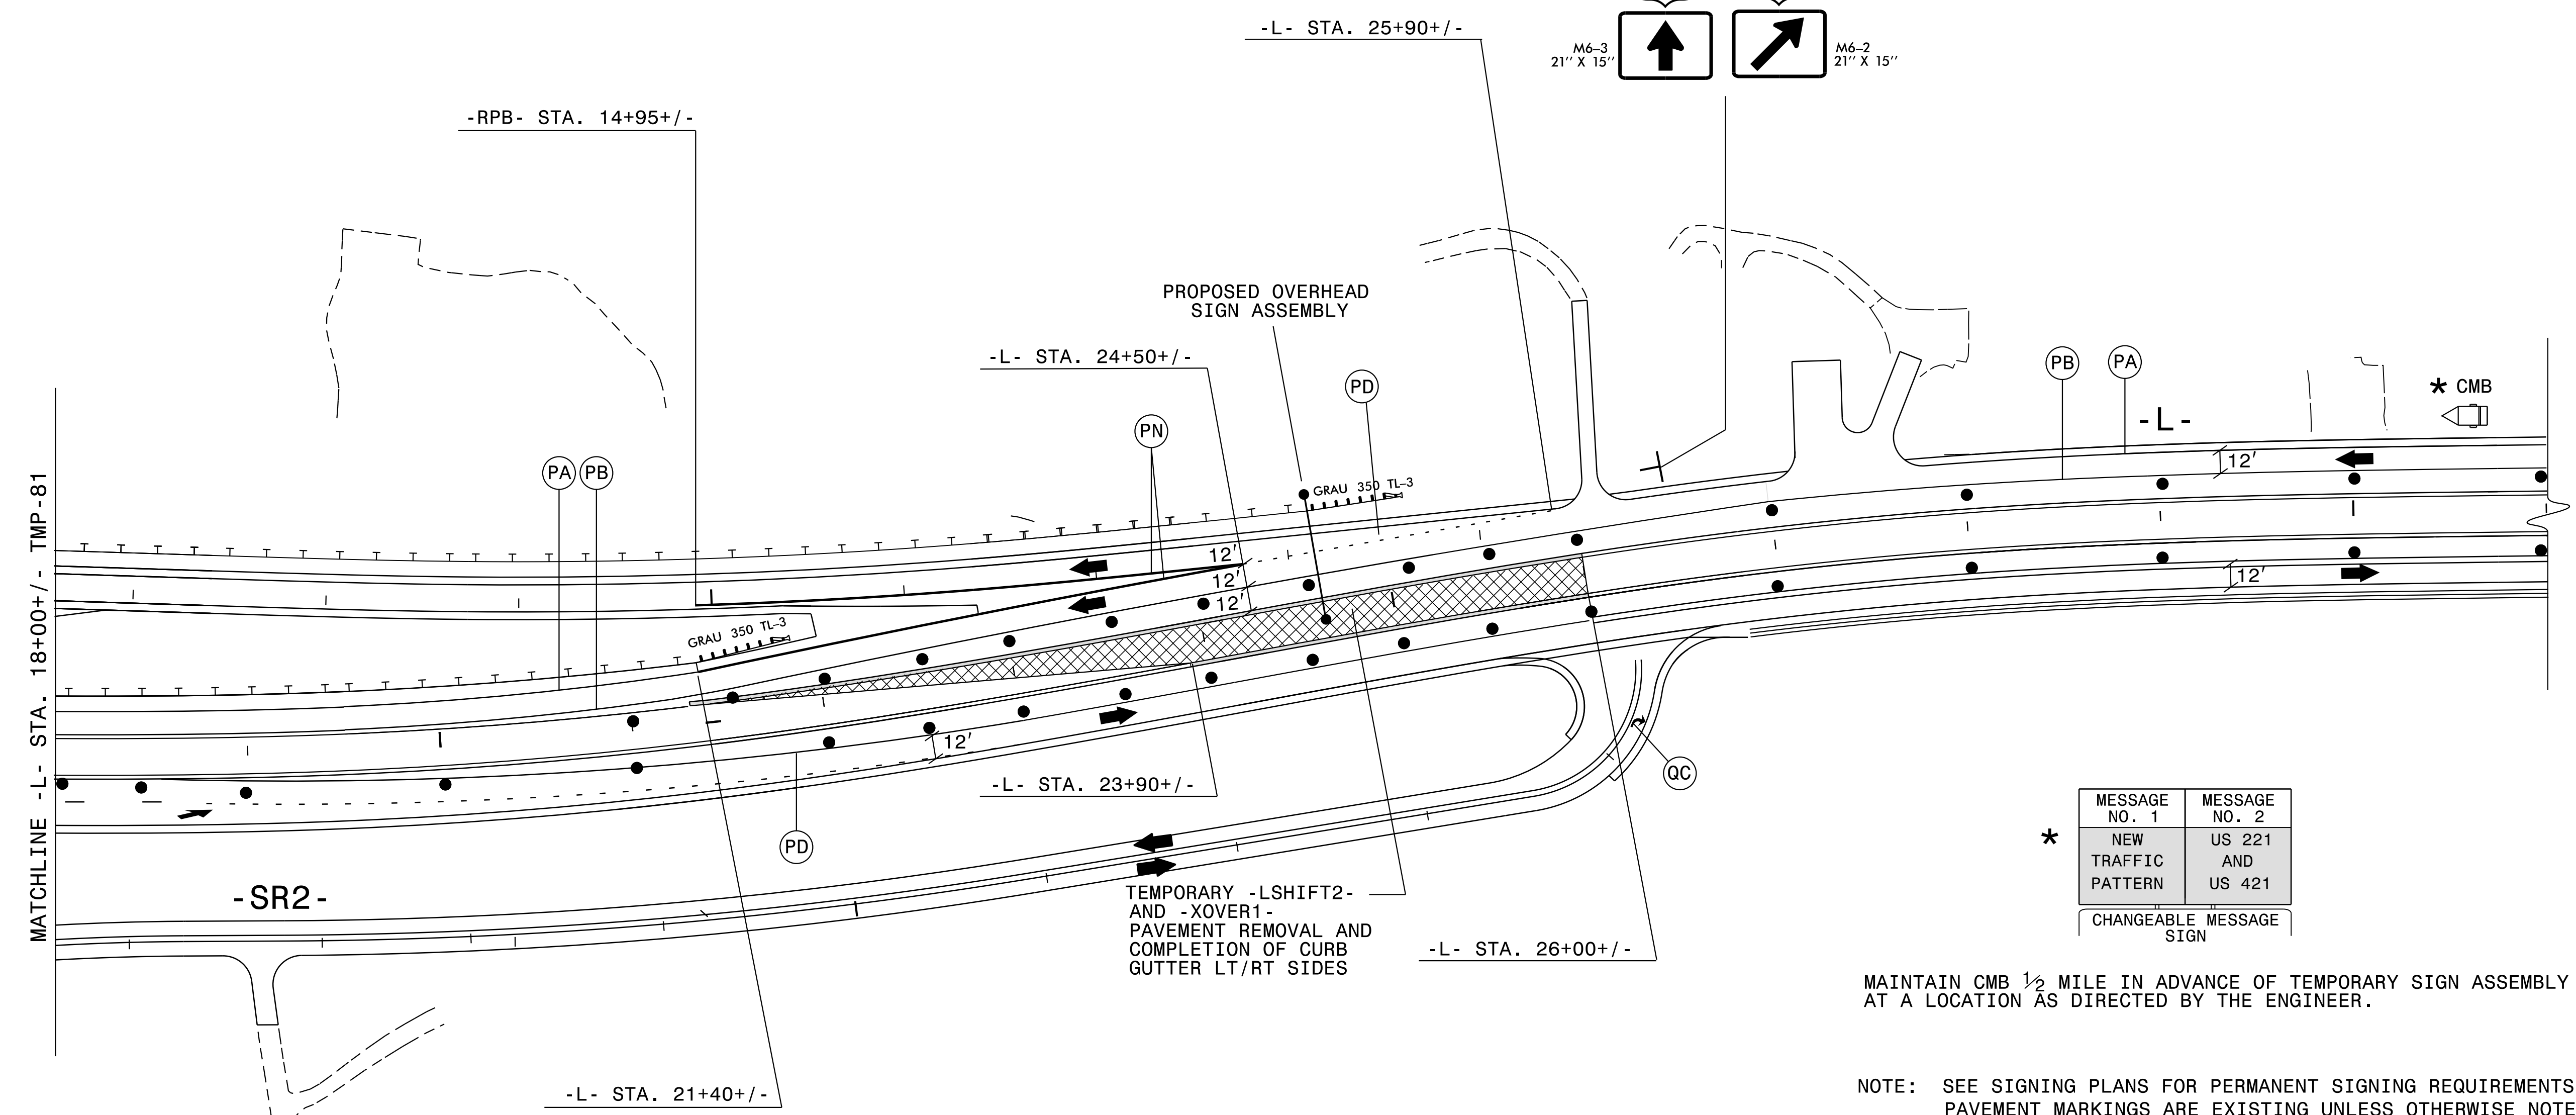 -L- STA. 25+90+/-
M6-3
21'' X 15''
M6-2
21'' X 15''
-RPB- STA. 14+95+/-
PROPOSED OVERHEAD
SIGN ASSEMBLY
-L- STA. 24+50+/-
PD
PN
PB
PA
* CMB
-L-
PA
PB
GRAU 350 TL-3
12'
12'
12'
12'
12'
GRAU 350 TL-3
12'
MATCHLINE -L- STA. 18+00+/- TMP-81
-L- STA. 23+90+/-
QC
PD
*
MESSAGE
NO. 1
MESSAGE
NO. 2
NEW
TRAFFIC
PATTERN
US 221
AND
US 421
CHANGEABLE MESSAGE
SIGN
-SR2-
TEMPORARY -LSHIFT2-
AND -XOVER1-
PAVEMENT REMOVAL AND
COMPLETION OF CURB
GUTTER LT/RT SIDES
-L- STA. 26+00+/-
MAINTAIN CMB 1/2 MILE IN ADVANCE OF TEMPORARY SIGN ASSEMBLY
AT A LOCATION AS DIRECTED BY THE ENGINEER.
-L- STA. 21+40+/-
NOTE: SEE SIGNING PLANS FOR PERMANENT SIGNING REQUIREMENTS
PAVEMENT MARKINGS ARE EXISTING UNLESS OTHERWISE NOTE